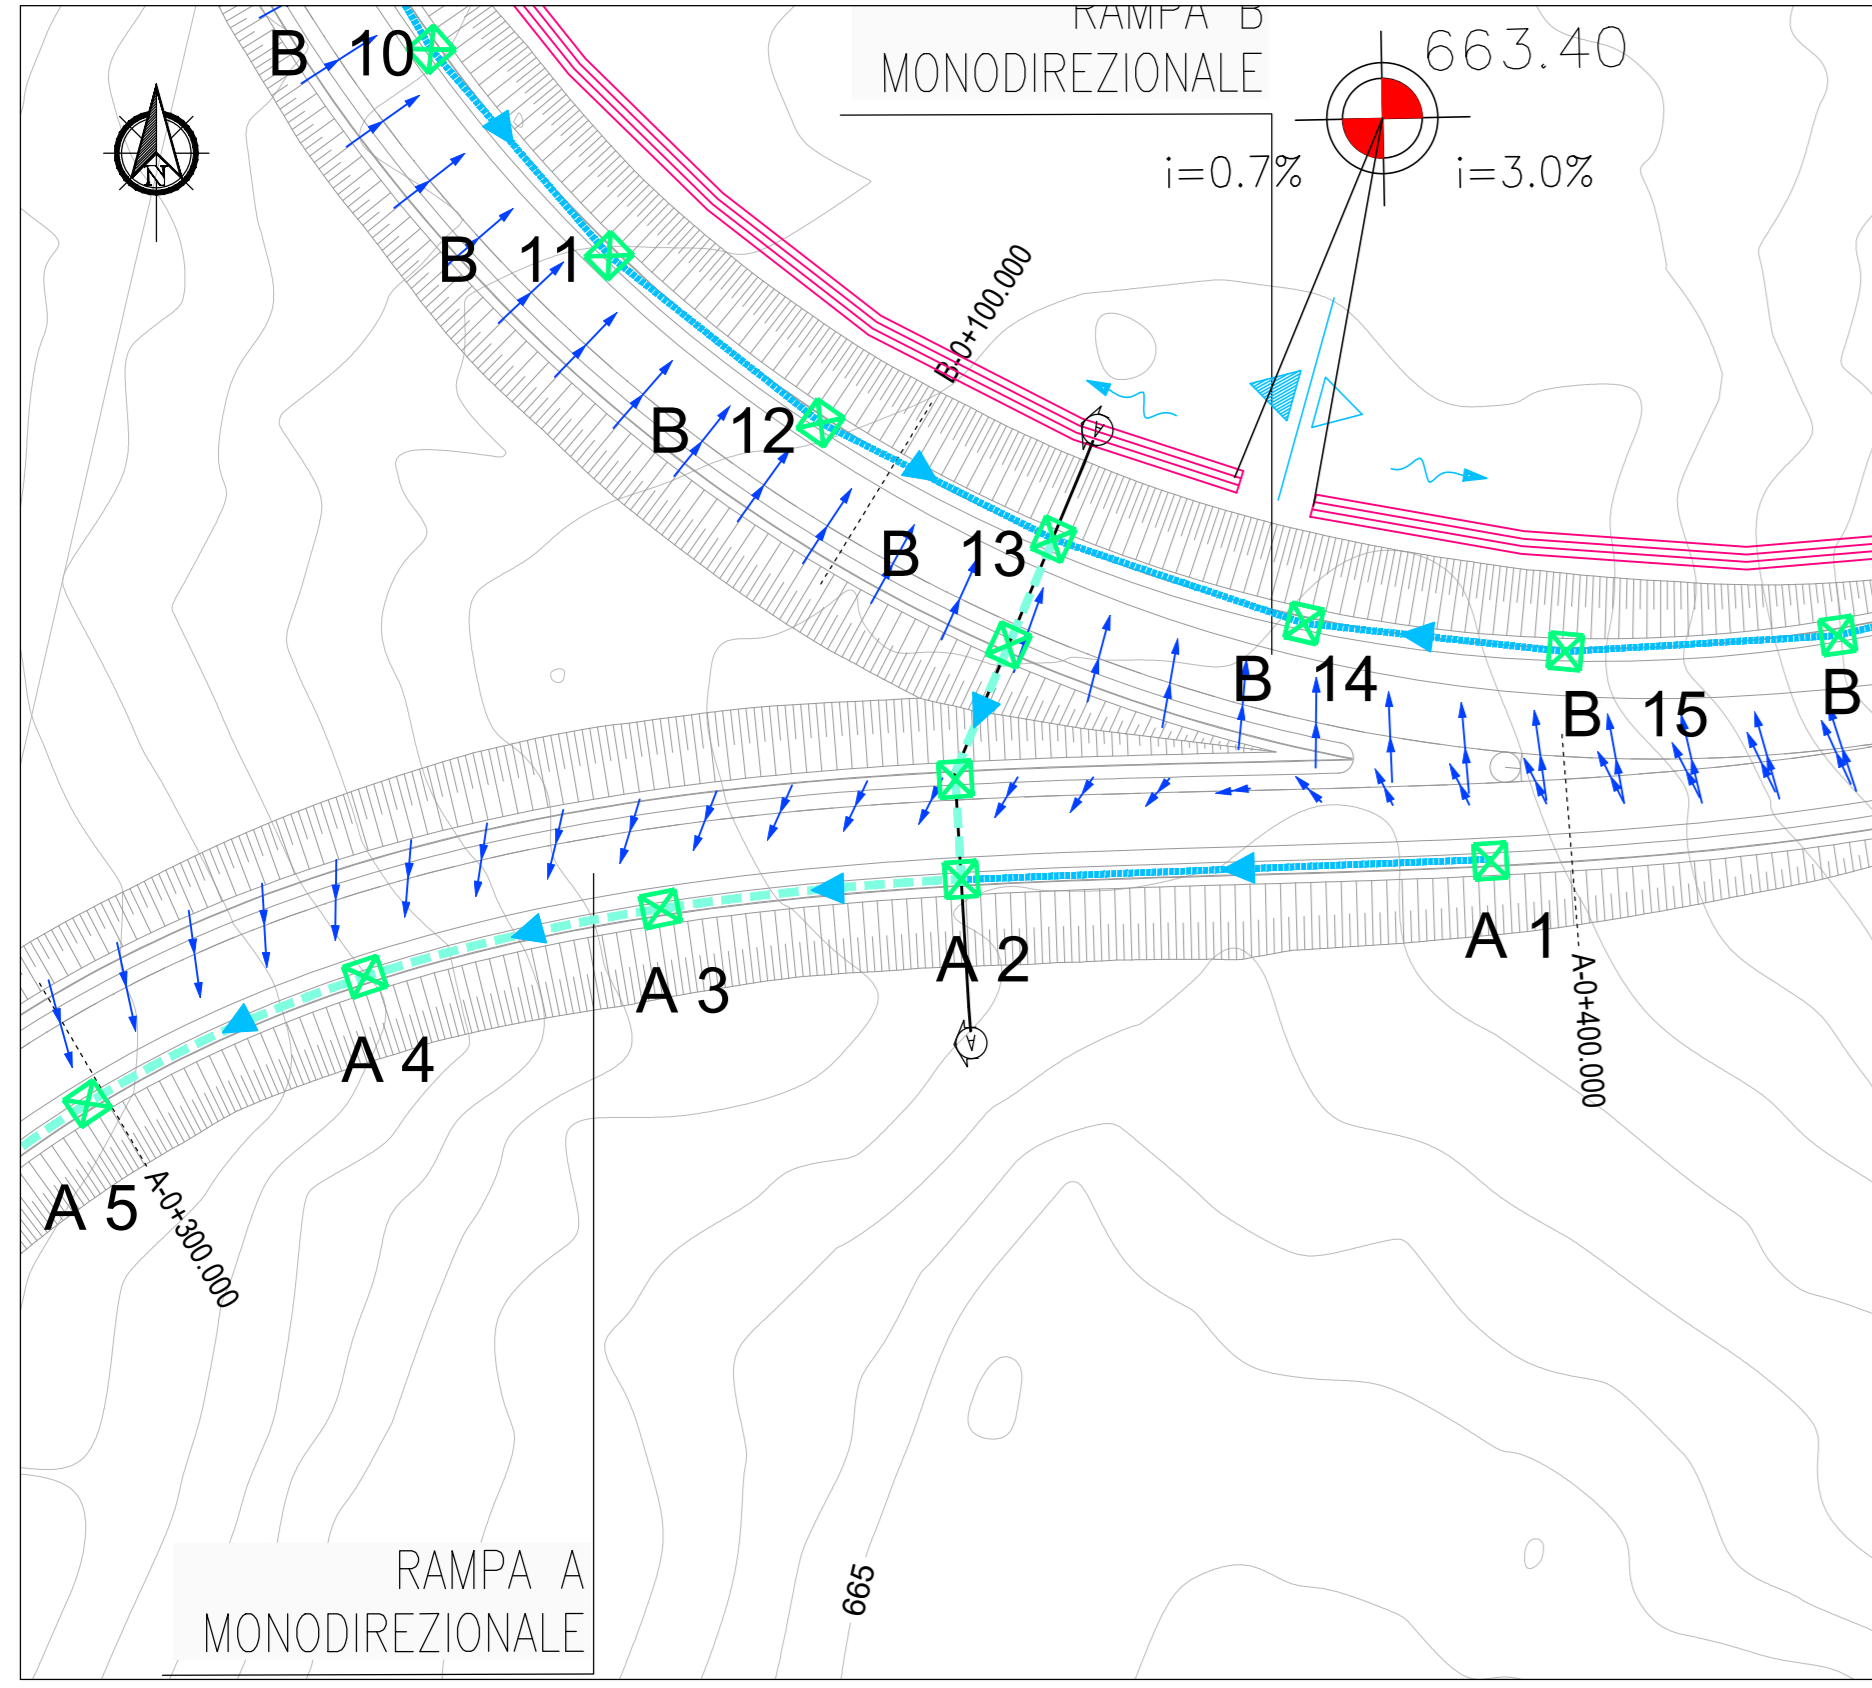 RAMPA B
MONODIREZIONALE
663.40
i=0.7%
i=3.0%
N
B 10
B 11
B-0+100.000
B 12
A
B 13
B 14
B 15
B
A 1
A 2
A 3
A 4
A 5
A
A-0+400.000
A-0+300.000
RAMPA A
MONODIREZIONALE
665